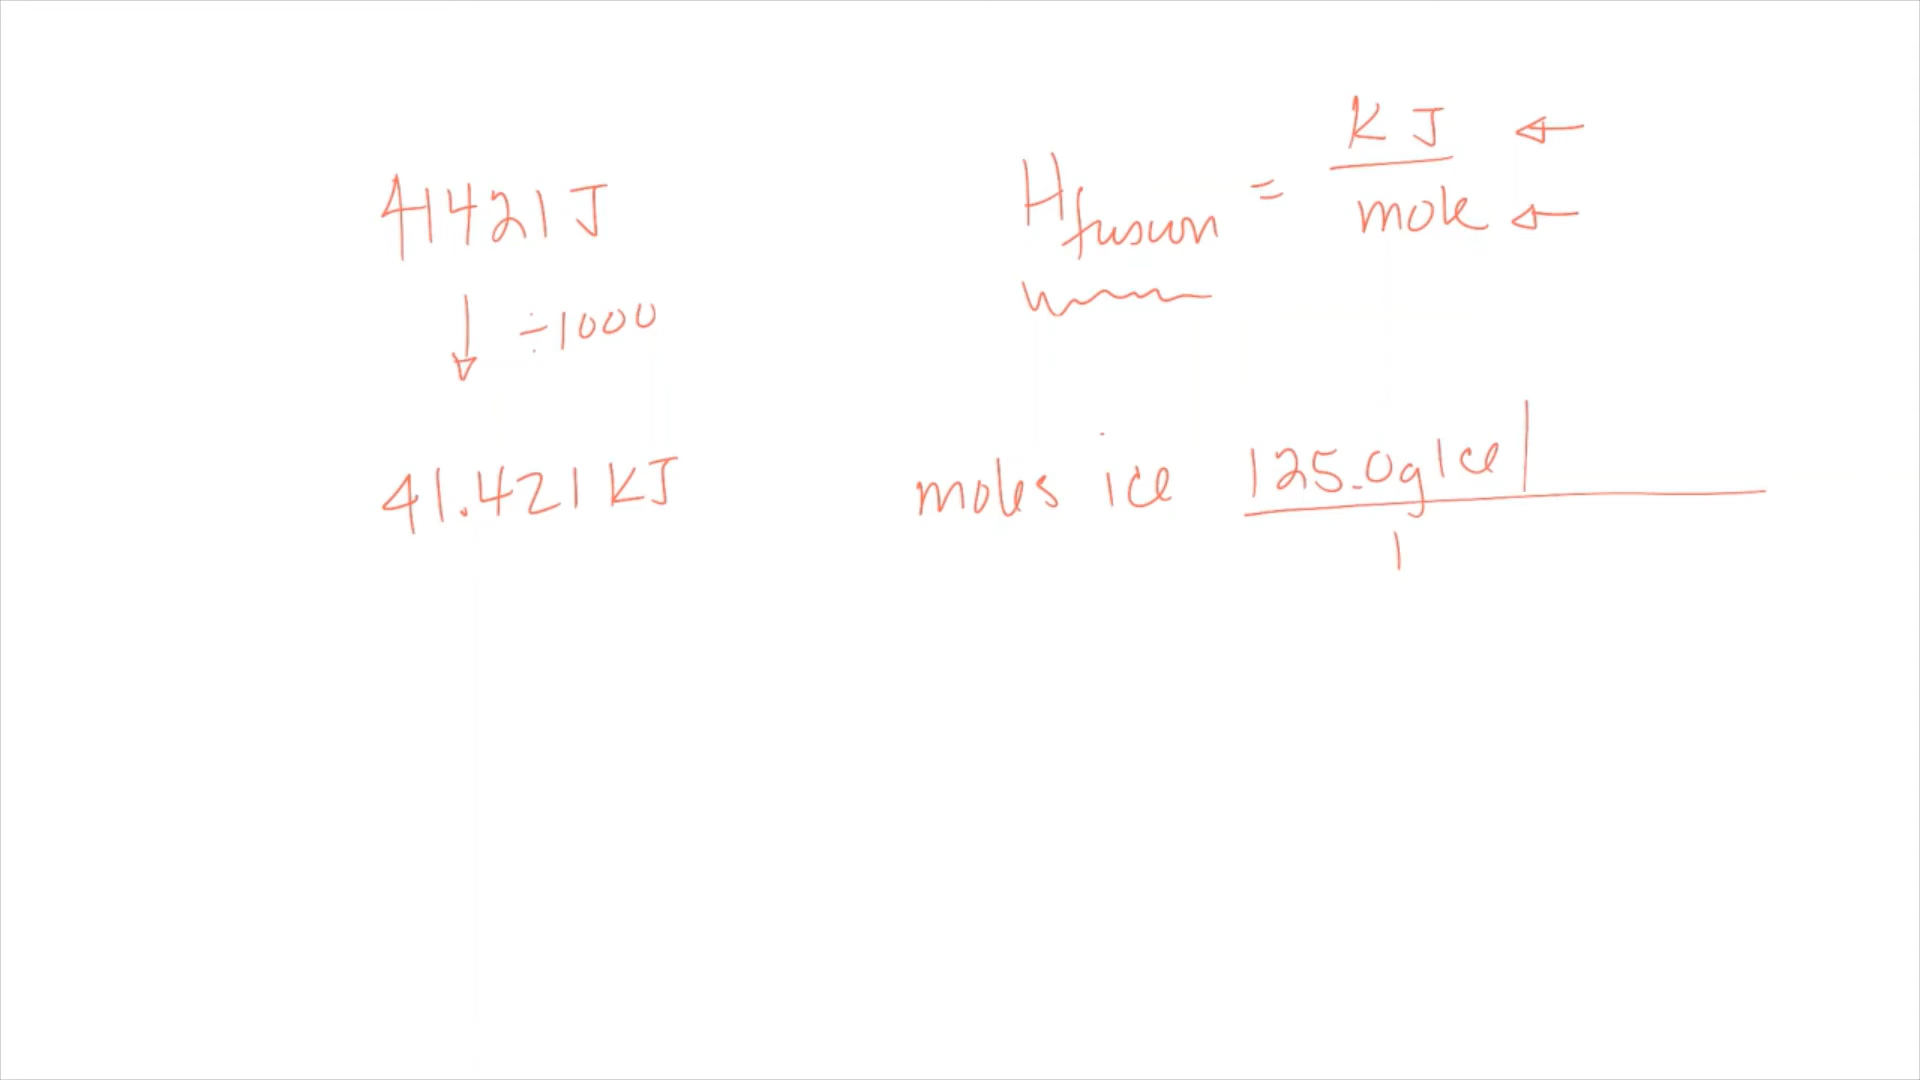 41421 J
÷1000
41.421 KJ
H fusion = KJ / mole
moles ice 125.0g Ice
1